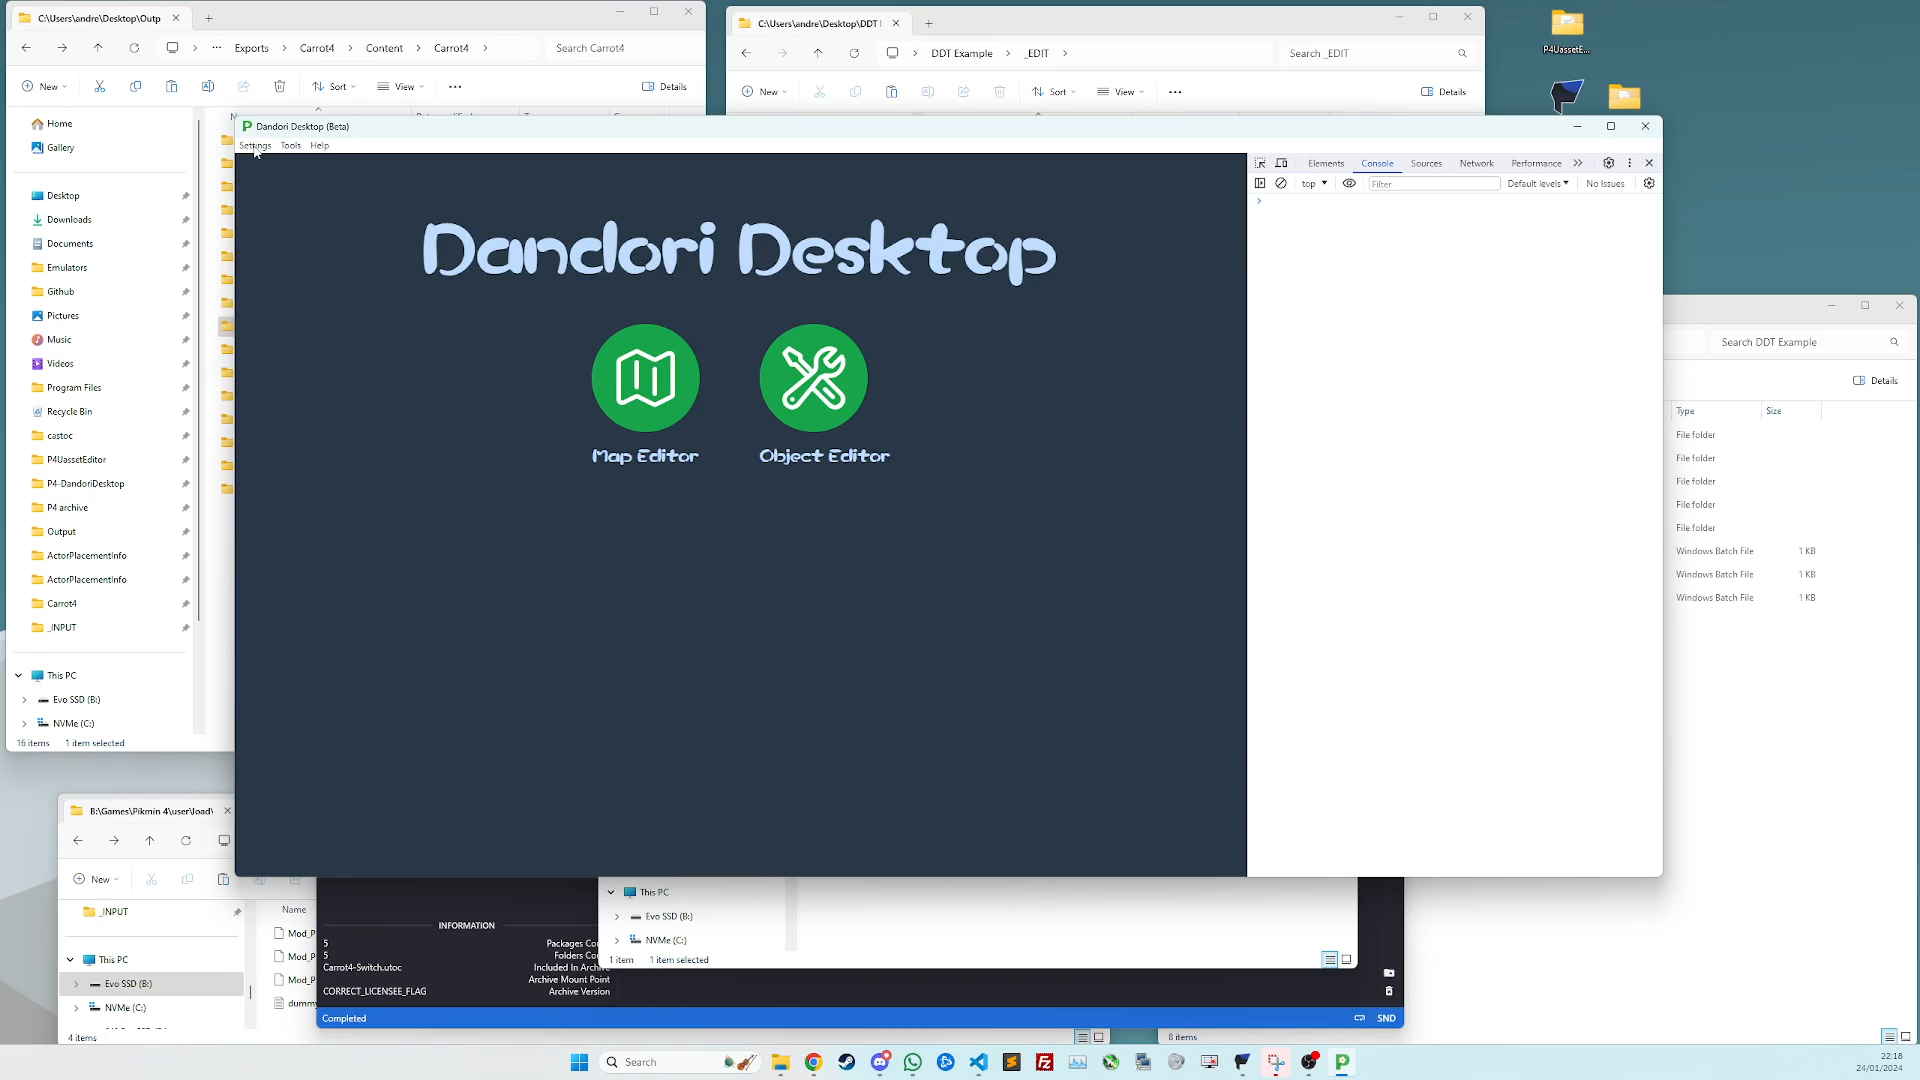 C:\Users\andre\Desktop\Outp
Exports
Carrot4
Content
Carrot4
Search Carrot4
New
Sort
View
Details
C:\Users\andre\Desktop\DDT
DDT Example
_EDIT
Search _EDIT
New
Sort
View
Details
P4UassetE...
Home
Gallery
Desktop
Downloads
Documents
Emulators
Github
Pictures
Music
Videos
Program Files
Recycle Bin
castoc
P4UassetEditor
P4-DandoriDesktop
P4 archive
Output
ActorPlacementInfo
ActorPlacementInfo
Carrot4
_INPUT
This PC
Evo SSD (B:)
NVMe (C:)
16 items 1 item selected
Dandori Desktop (Beta)
Settings Tools Help
Dandori Desktop
Map Editor
Object Editor
Elements Console Sources Network Performance
top
Filter
Default levels
No Issues
Search DDT Example
Details
Type Size
File folder
File folder
File folder
File folder
File folder
Windows Batch File 1 KB
Windows Batch File 1 KB
Windows Batch File 1 KB
B:\Games\Pikmin 4\user\load\
New
_INPUT
This PC
Evo SSD (B:)
NVMe (C:)
4 items
Name
Mod_P
Mod_P
Mod_P
dumm
INFORMATION
5 Packages Cou
5 Folders Cou
Carrot4-Switch.utoc Included In Archive
Archive Mount Point
CORRECT_LICENSEE_FLAG Archive Version
Completed
SND
This PC
Evo SSD (B:)
NVMe (C:)
1 item 1 item selected
8 items
Search
22:18
24/01/2024